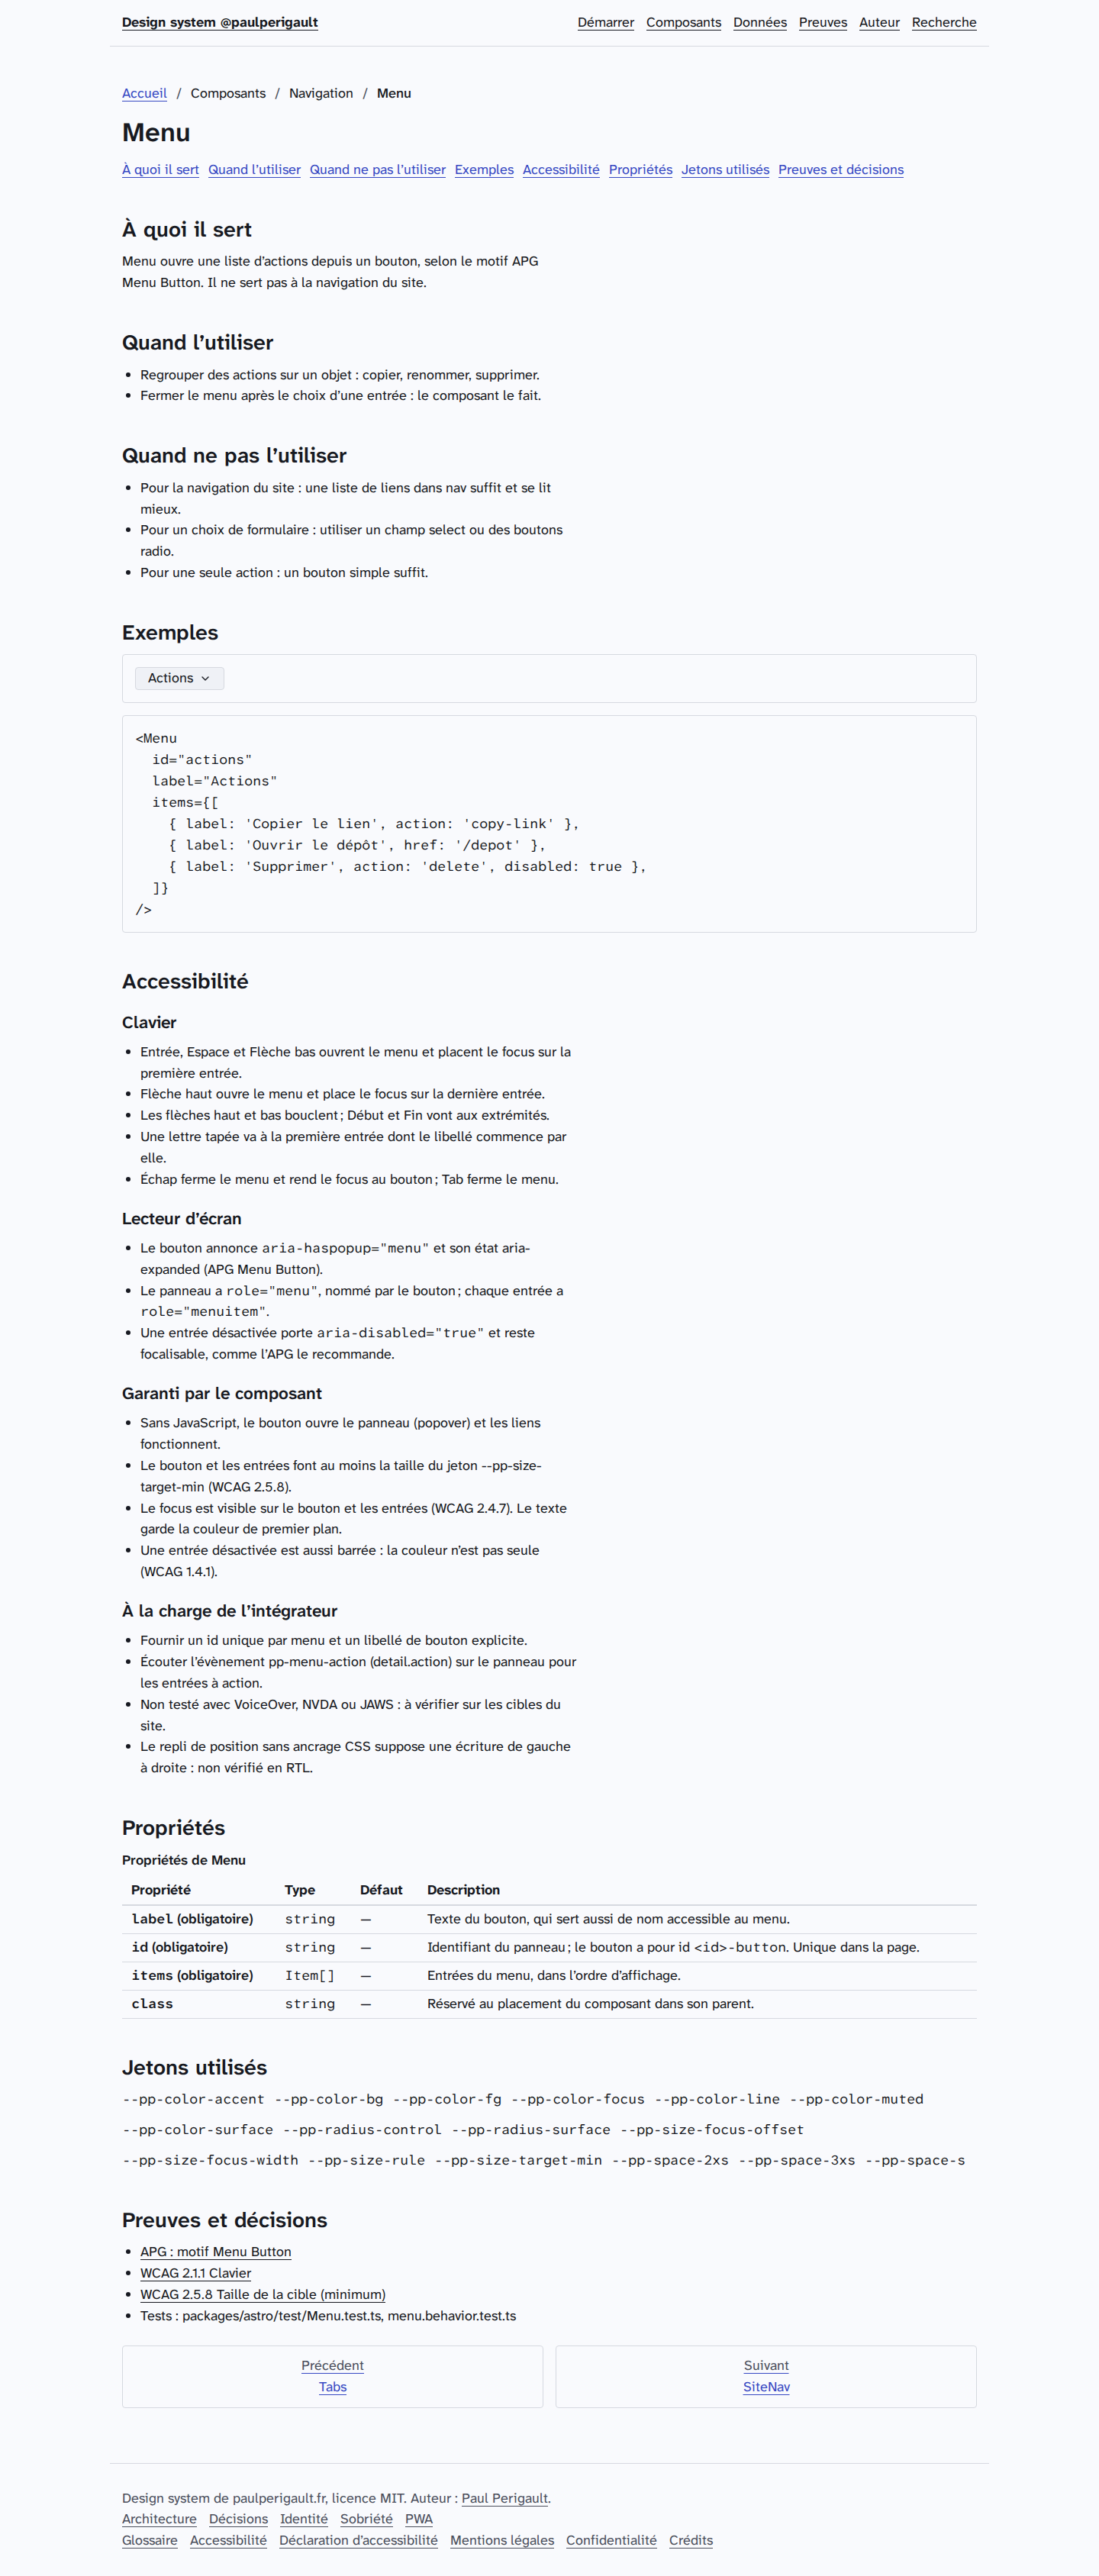 Design system @paulperigault
Démarrer Composants Données Preuves Auteur Recherche
Accueil / Composants / Navigation / Menu
Menu
À quoi il sert Quand l’utiliser Quand ne pas l’utiliser Exemples Accessibilité Propriétés Jetons utilisés Preuves et décisions
À quoi il sert
Menu ouvre une liste d’actions depuis un bouton, selon le motif APG
Menu Button. Il ne sert pas à la navigation du site.
Quand l’utiliser
Regrouper des actions sur un objet : copier, renommer, supprimer.
Fermer le menu après le choix d’une entrée : le composant le fait.
Quand ne pas l’utiliser
Pour la navigation du site : une liste de liens dans nav suffit et se lit
mieux.
Pour un choix de formulaire : utiliser un champ select ou des boutons
radio.
Pour une seule action : un bouton simple suffit.
Exemples
Actions
<Menu
  id="actions"
  label="Actions"
  items={[
    { label: 'Copier le lien', action: 'copy-link' },
    { label: 'Ouvrir le dépôt', href: '/depot' },
    { label: 'Supprimer', action: 'delete', disabled: true },
  ]}
/>
Accessibilité
Clavier
Entrée, Espace et Flèche bas ouvrent le menu et placent le focus sur la
première entrée.
Flèche haut ouvre le menu et place le focus sur la dernière entrée.
Les flèches haut et bas bouclent ; Début et Fin vont aux extrémités.
Une lettre tapée va à la première entrée dont le libellé commence par
elle.
Échap ferme le menu et rend le focus au bouton ; Tab ferme le menu.
Lecteur d’écran
Le bouton annonce aria-haspopup="menu" et son état aria-
expanded (APG Menu Button).
Le panneau a role="menu", nommé par le bouton ; chaque entrée a
role="menuitem".
Une entrée désactivée porte aria-disabled="true" et reste
focalisable, comme l’APG le recommande.
Garanti par le composant
Sans JavaScript, le bouton ouvre le panneau (popover) et les liens
fonctionnent.
Le bouton et les entrées font au moins la taille du jeton --pp-size-
target-min (WCAG 2.5.8).
Le focus est visible sur le bouton et les entrées (WCAG 2.4.7). Le texte
garde la couleur de premier plan.
Une entrée désactivée est aussi barrée : la couleur n’est pas seule
(WCAG 1.4.1).
À la charge de l’intégrateur
Fournir un id unique par menu et un libellé de bouton explicite.
Écouter l’évènement pp-menu-action (detail.action) sur le panneau pour
les entrées à action.
Non testé avec VoiceOver, NVDA ou JAWS : à vérifier sur les cibles du
site.
Le repli de position sans ancrage CSS suppose une écriture de gauche
à droite : non vérifié en RTL.
Propriétés
Propriétés de Menu
Propriété Type Défaut Description
label (obligatoire) string — Texte du bouton, qui sert aussi de nom accessible au menu.
id (obligatoire) string — Identifiant du panneau ; le bouton a pour id <id>-button. Unique dans la page.
items (obligatoire) Item[] — Entrées du menu, dans l’ordre d’affichage.
class string — Réservé au placement du composant dans son parent.
Jetons utilisés
--pp-color-accent --pp-color-bg --pp-color-fg --pp-color-focus --pp-color-line --pp-color-muted
--pp-color-surface --pp-radius-control --pp-radius-surface --pp-size-focus-offset
--pp-size-focus-width --pp-size-rule --pp-size-target-min --pp-space-2xs --pp-space-3xs --pp-space-s
Preuves et décisions
APG : motif Menu Button
WCAG 2.1.1 Clavier
WCAG 2.5.8 Taille de la cible (minimum)
Tests : packages/astro/test/Menu.test.ts, menu.behavior.test.ts
Précédent
Tabs
Suivant
SiteNav
Design system de paulperigault.fr, licence MIT. Auteur : Paul Perigault.
Architecture Décisions Identité Sobriété PWA
Glossaire Accessibilité Déclaration d’accessibilité Mentions légales Confidentialité Crédits